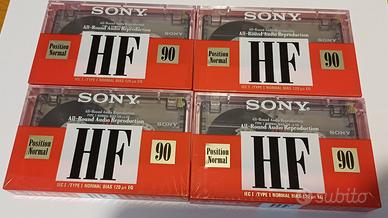 SONY
All-Round Audio Reproduction
Position
Normal
HF
90
SONY
All-Round Audio Reproduction
Position
Normal
HF
90
SONY
All-Round Audio Reproduction
Position
Normal
HF
90
IEC I /TYPE I NORMAL BIAS 120 µs EQ
SONY
All-Round Audio Reproduction
Position
Normal
HF
90
IEC I /TYPE I NORMAL BIAS 120 µs EQ
subito